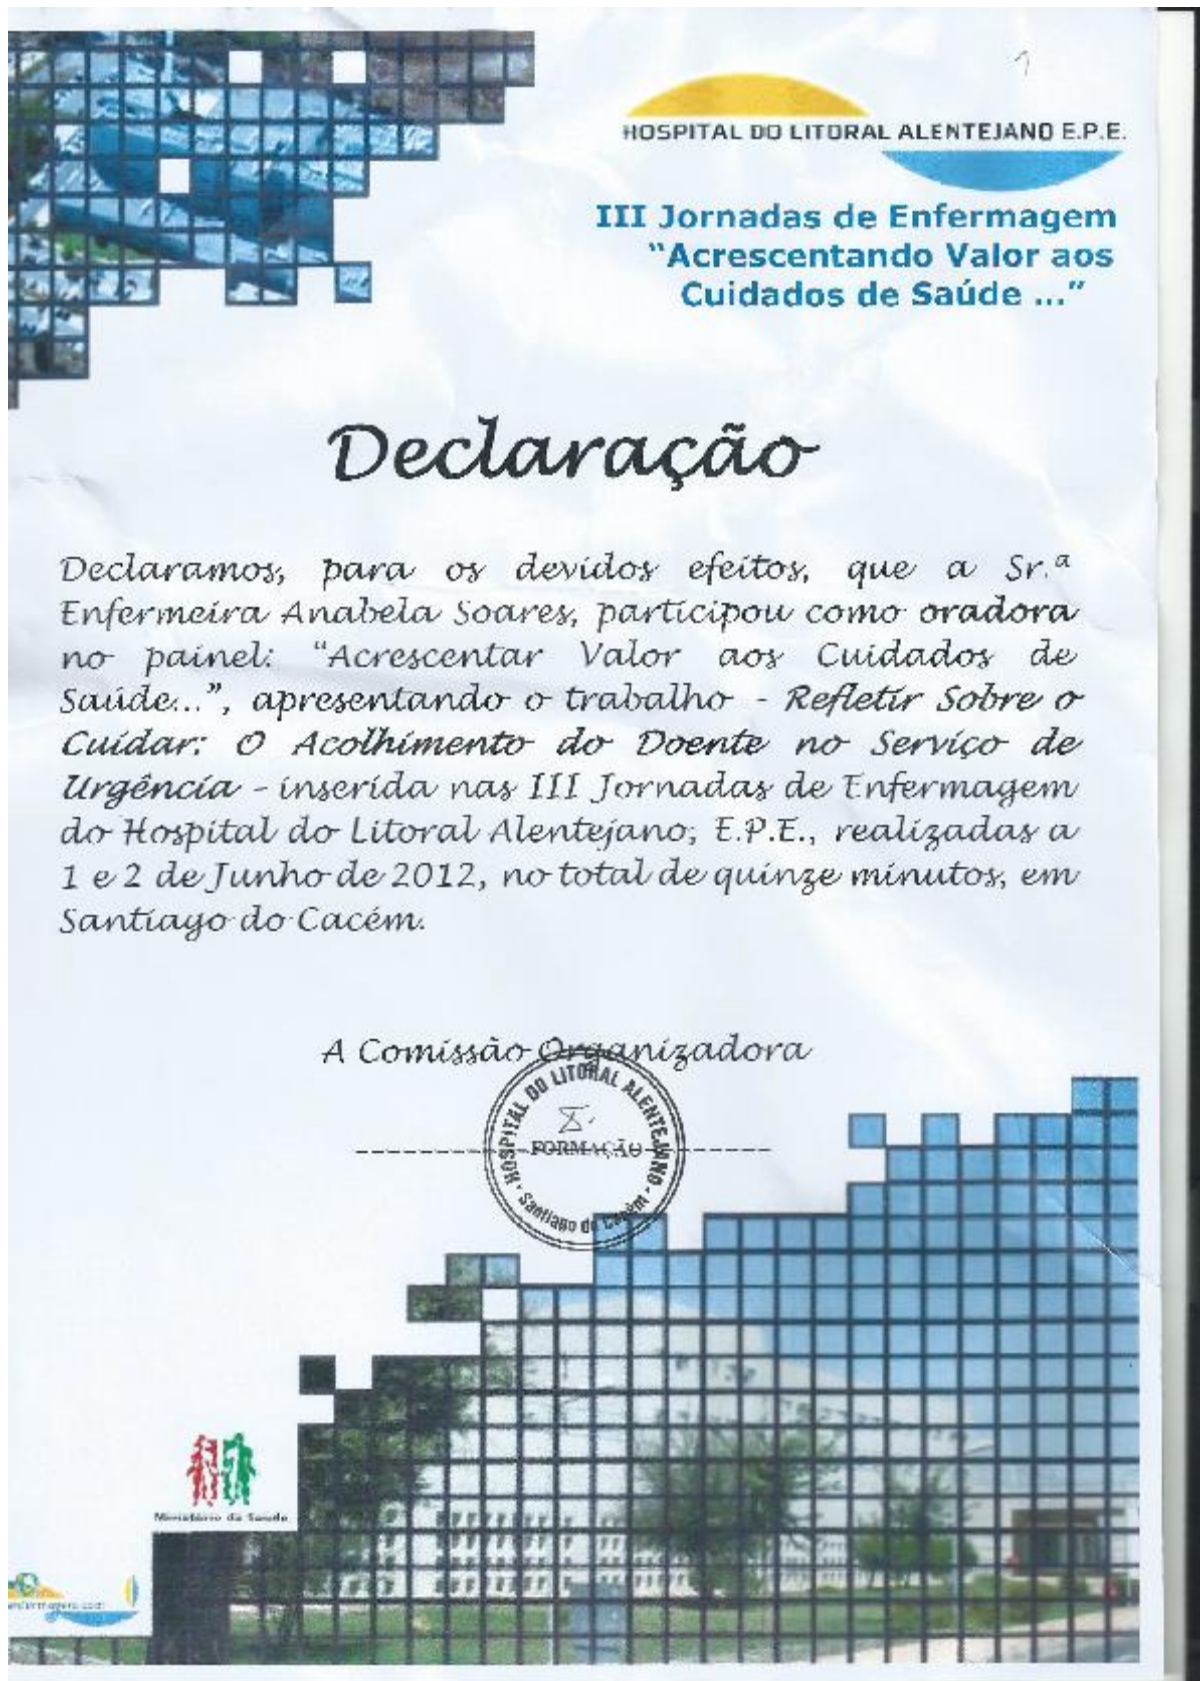 HOSPITAL DO LITORAL ALENTEJANO E.P.E.
III Jornadas de Enfermagem
“Acrescentando Valor aos
Cuidados de Saúde ...”
Declaração
Declaramos, para os devidos efeitos, que a Sr.ª
Enfermeira Anabela Soares, participou como oradora
no painel: “Acrescentar Valor aos Cuidados de
Saúde...”, apresentando o trabalho - Refletir Sobre o
Cuidar: O Acolhimento do Doente no Serviço de
Urgência – inserida nas III Jornadas de Enfermagem
do Hospital do Litoral Alentejano, E.P.E., realizadas a
1 e 2 de Junho de 2012, no total de quinze minutos, em
Santiago do Cacém.
A Comissão Organizadora
HOSPITAL DO LITORAL ALENTEJANO
FORMAÇÃO
Santiago do Cacém
Ministério da Saúde